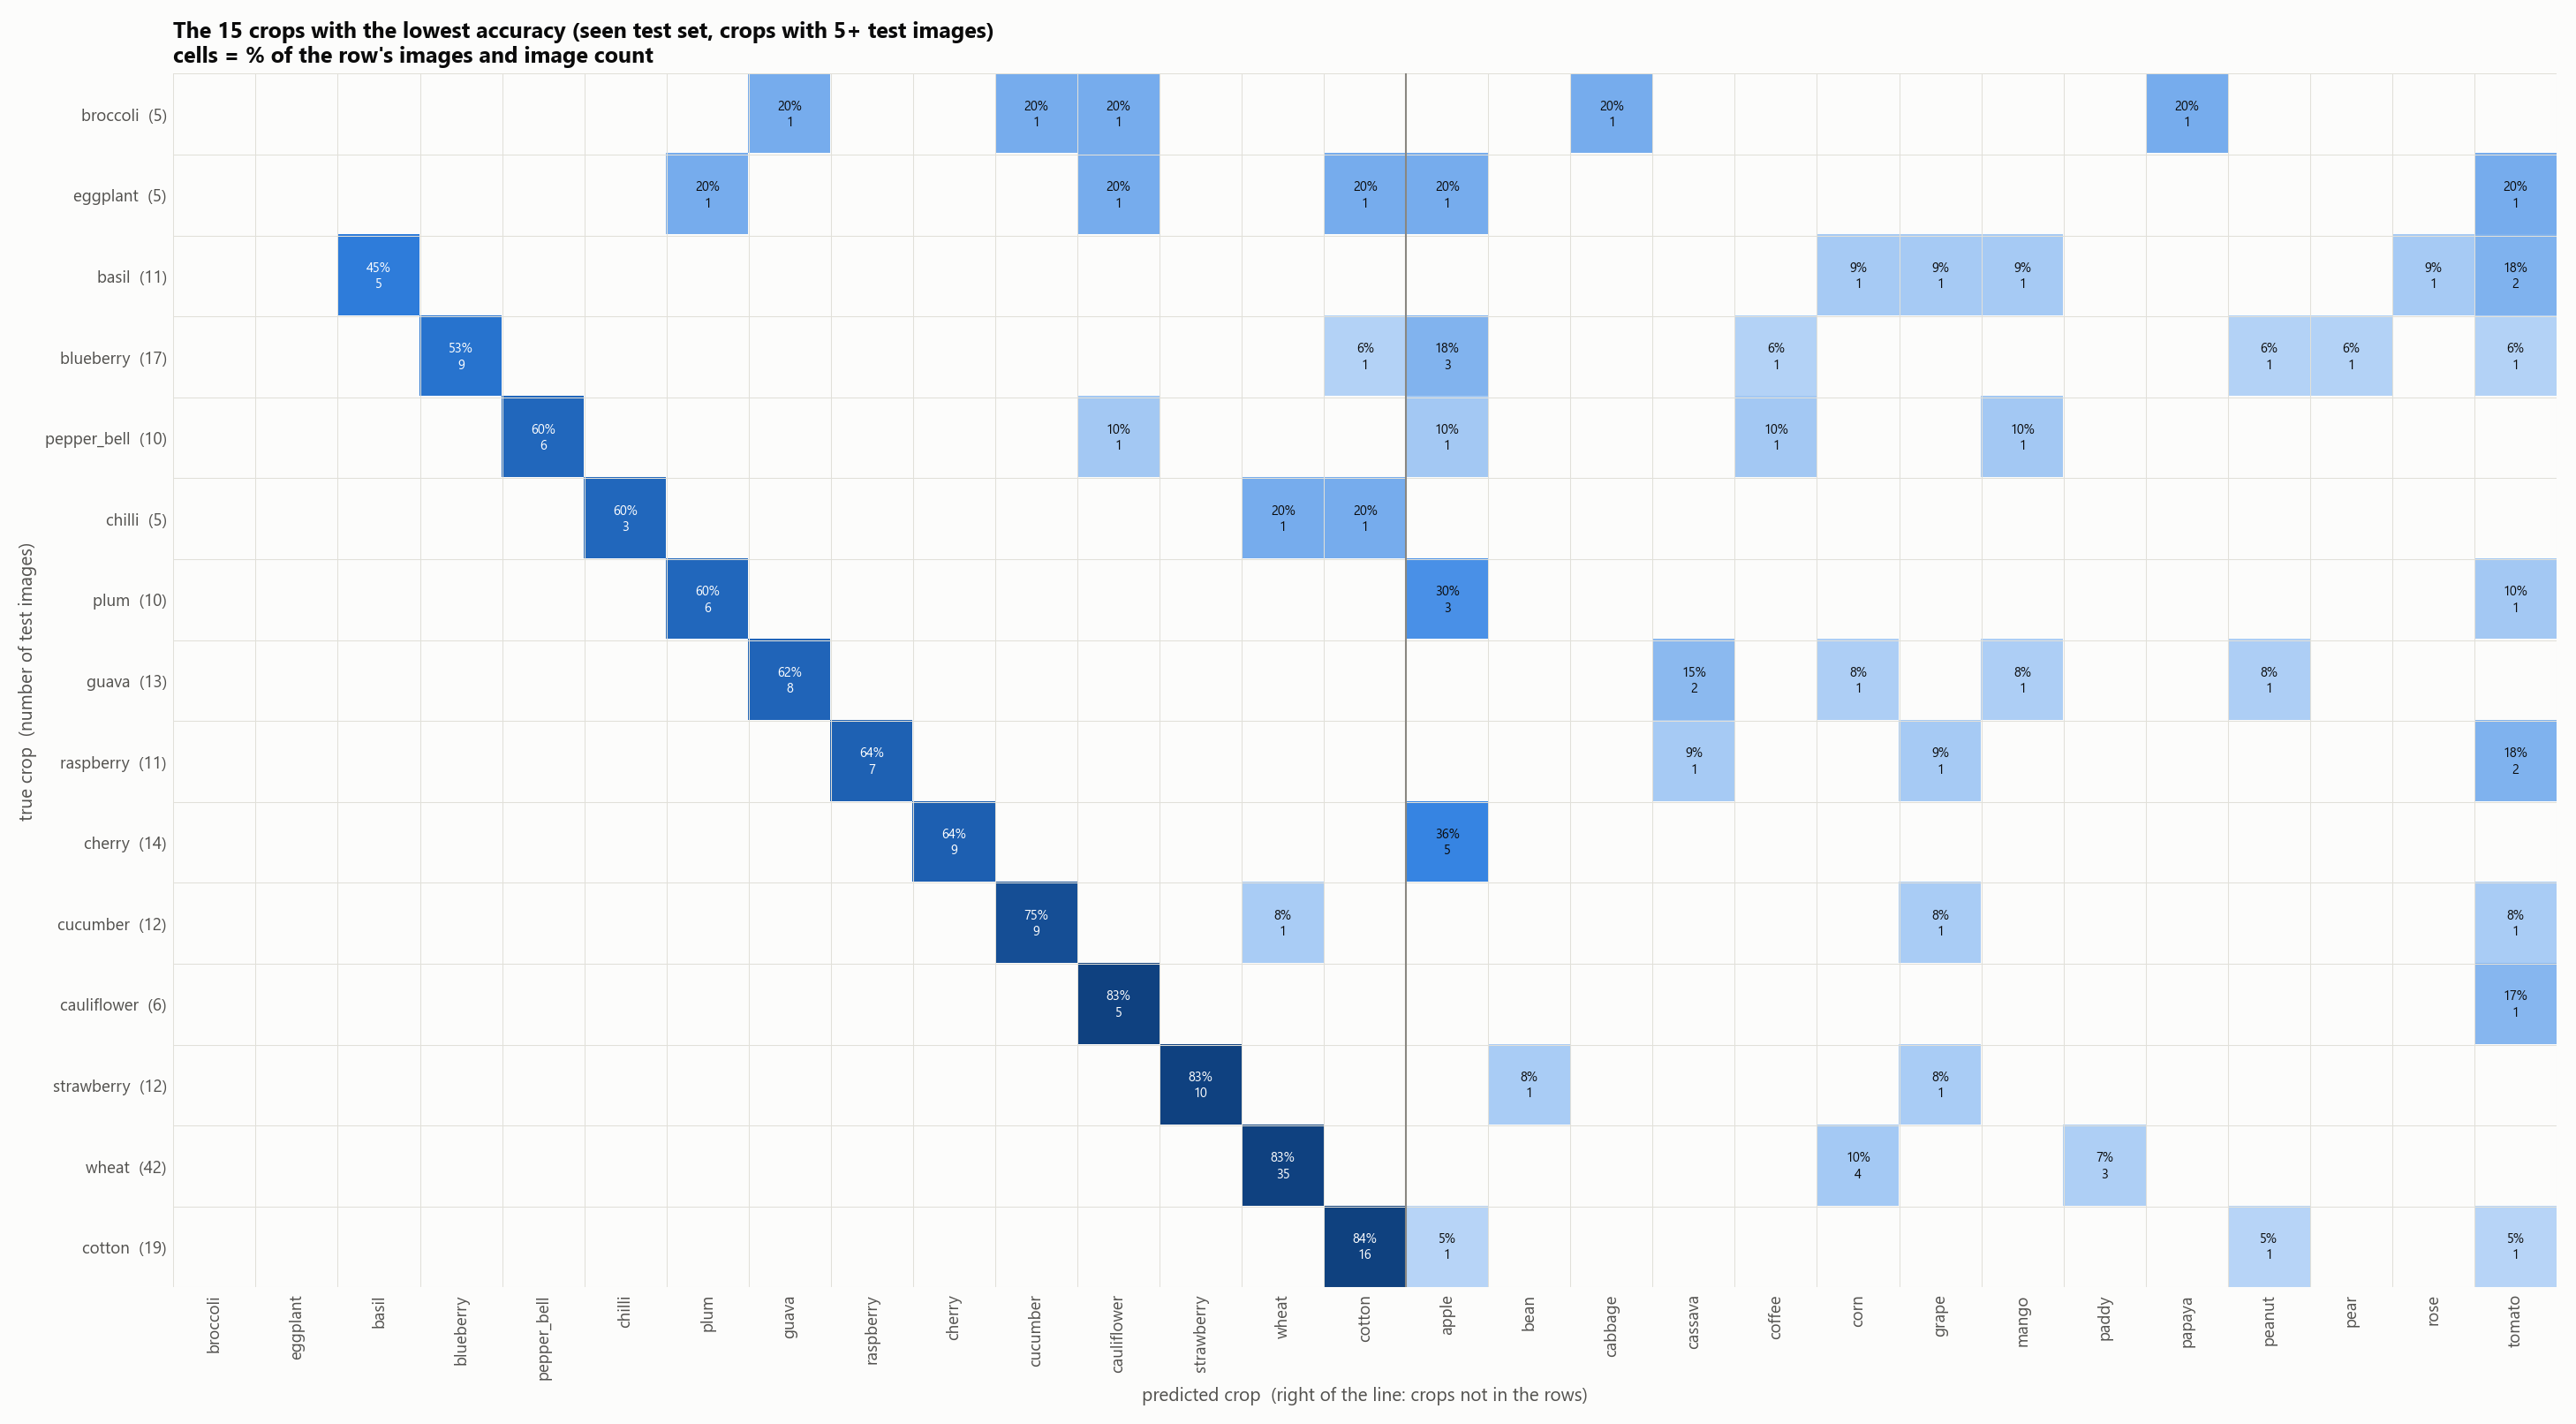 The 15 crops with the lowest accuracy (seen test set, crops with 5+ test images)
cells = % of the row's images and image count
true crop (number of test images)
broccoli (5)
20% 20% 20% 20% 20%
1 1 1 1 1
eggplant (5)
20% 20% 20% 20% 20%
1 1 1 1 1
basil (11)
45% 9% 9% 9% 9% 18%
5 1 1 1 1 2
blueberry (17)
53% 6% 18% 6% 6% 6% 6%
9 1 3 1 1 1 1
pepper_bell (10)
60% 10% 10% 10% 10%
6 1 1 1 1
chilli (5)
60% 20% 20%
3 1 1
plum (10)
60% 30% 10%
6 3 1
guava (13)
62% 15% 8% 8% 8%
8 2 1 1 1
raspberry (11)
64% 9% 9% 18%
7 1 1 2
cherry (14)
64% 36%
9 5
cucumber (12)
75% 8% 8% 8%
9 1 1 1
cauliflower (6)
83% 17%
5 1
strawberry (12)
83% 8% 8%
10 1 1
wheat (42)
83% 10% 7%
35 4 3
cotton (19)
84% 5% 5% 5%
16 1 1 1
broccoli
eggplant
basil
blueberry
pepper_bell
chilli
plum
guava
raspberry
cherry
cucumber
cauliflower
strawberry
wheat
cotton
apple
bean
cabbage
cassava
coffee
corn
grape
mango
paddy
papaya
peanut
pear
rose
tomato
predicted crop (right of the line: crops not in the rows)